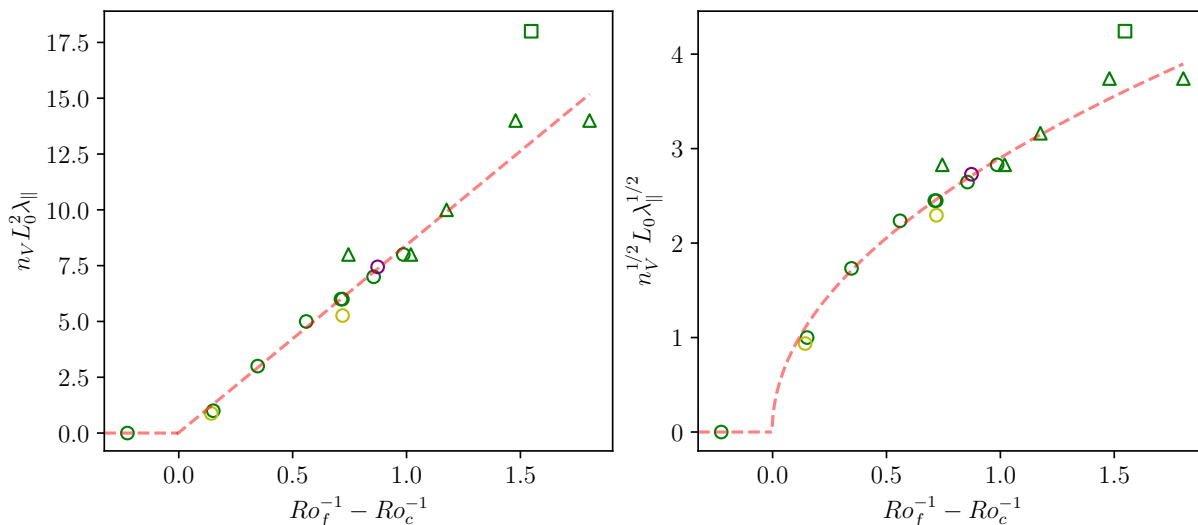 17.5
15.0
12.5
10.0
7.5
5.0
2.5
0.0
n_V L_0^2 λ_∥
0.0 0.5 1.0 1.5
Ro_f^{-1} − Ro_c^{-1}
4
3
2
1
0
n_V^{1/2} L_0 λ_∥^{1/2}
0.0 0.5 1.0 1.5
Ro_f^{-1} − Ro_c^{-1}